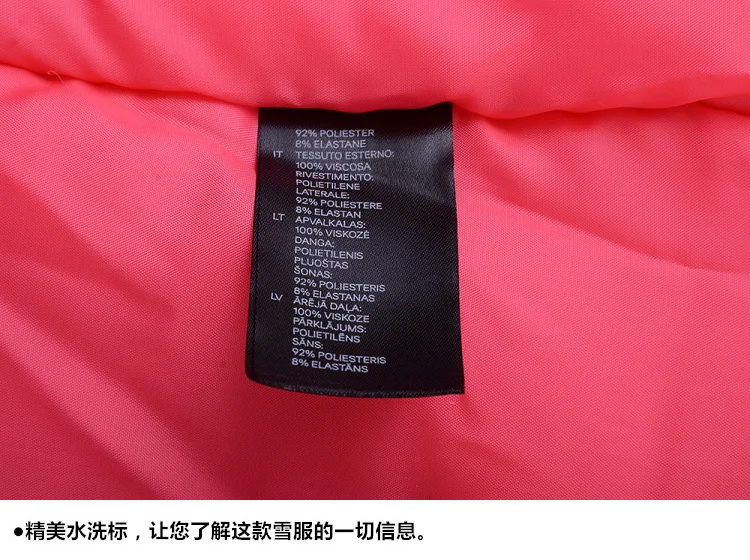 92% POLIESTER
8% ELASTANE
IT TESSUTO ESTERNO:
100% VISCOSA
RIVESTIMENTO:
POLIETILENE
LATERALE:
92% POLIESTERE
8% ELASTAN
LT APVALKALAS:
100% VISKOZĖ
DANGA:
POLIETILENIS
PLUOŠTAS
ŠONAS:
92% POLIESTERIS
8% ELASTANAS
LV ĀRĒJĀ DAĻA:
100% VISKOZE
PĀRKLĀJUMS:
POLIETILĒNS
SĀNS:
92% POLIESTERIS
8% ELASTĀNS
●精美水洗标，让您了解这款雪服的一切信息。